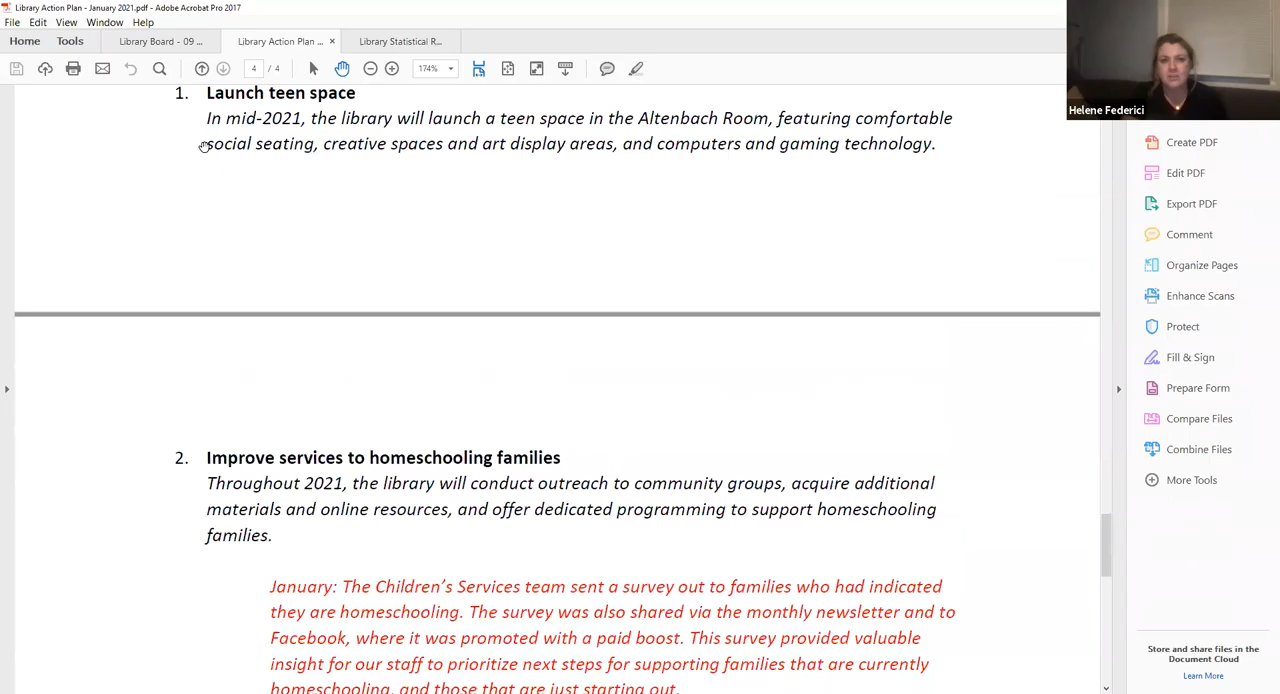 Library Action Plan - January 2021.pdf - Adobe Acrobat Pro 2017
File Edit View Window Help
Home Tools Library Board - 09 ... Library Action Plan ... × Library Statistical R...
4 / 4 174%
Helene Federici
1. Launch teen space
In mid-2021, the library will launch a teen space in the Altenbach Room, featuring comfortable
social seating, creative spaces and art display areas, and computers and gaming technology.
2. Improve services to homeschooling families
Throughout 2021, the library will conduct outreach to community groups, acquire additional
materials and online resources, and offer dedicated programming to support homeschooling
families.
January: The Children’s Services team sent a survey out to families who had indicated
they are homeschooling. The survey was also shared via the monthly newsletter and to
Facebook, where it was promoted with a paid boost. This survey provided valuable
insight for our staff to prioritize next steps for supporting families that are currently
homeschooling, and those that are just starting out.
Create PDF
Edit PDF
Export PDF
Comment
Organize Pages
Enhance Scans
Protect
Fill & Sign
Prepare Form
Compare Files
Combine Files
More Tools
Store and share files in the
Document Cloud
Learn More